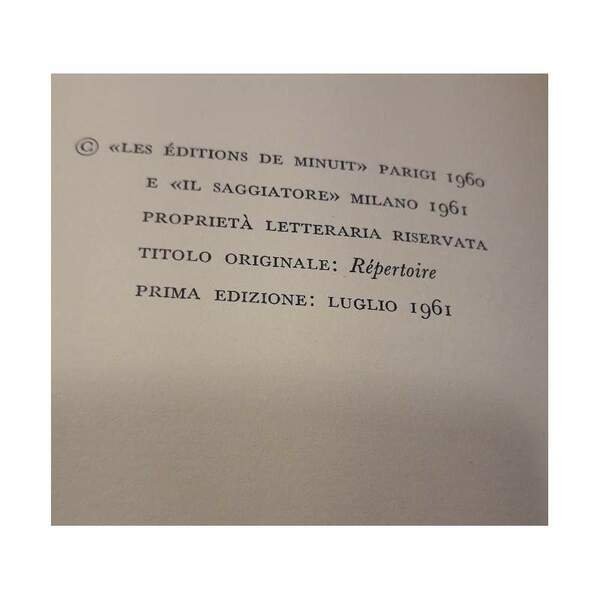 © «LES ÉDITIONS DE MINUIT» PARIGI 1960
E «IL SAGGIATORE» MILANO 1961
PROPRIETÀ LETTERARIA RISERVATA
TITOLO ORIGINALE: Répertoire
PRIMA EDIZIONE: LUGLIO 1961